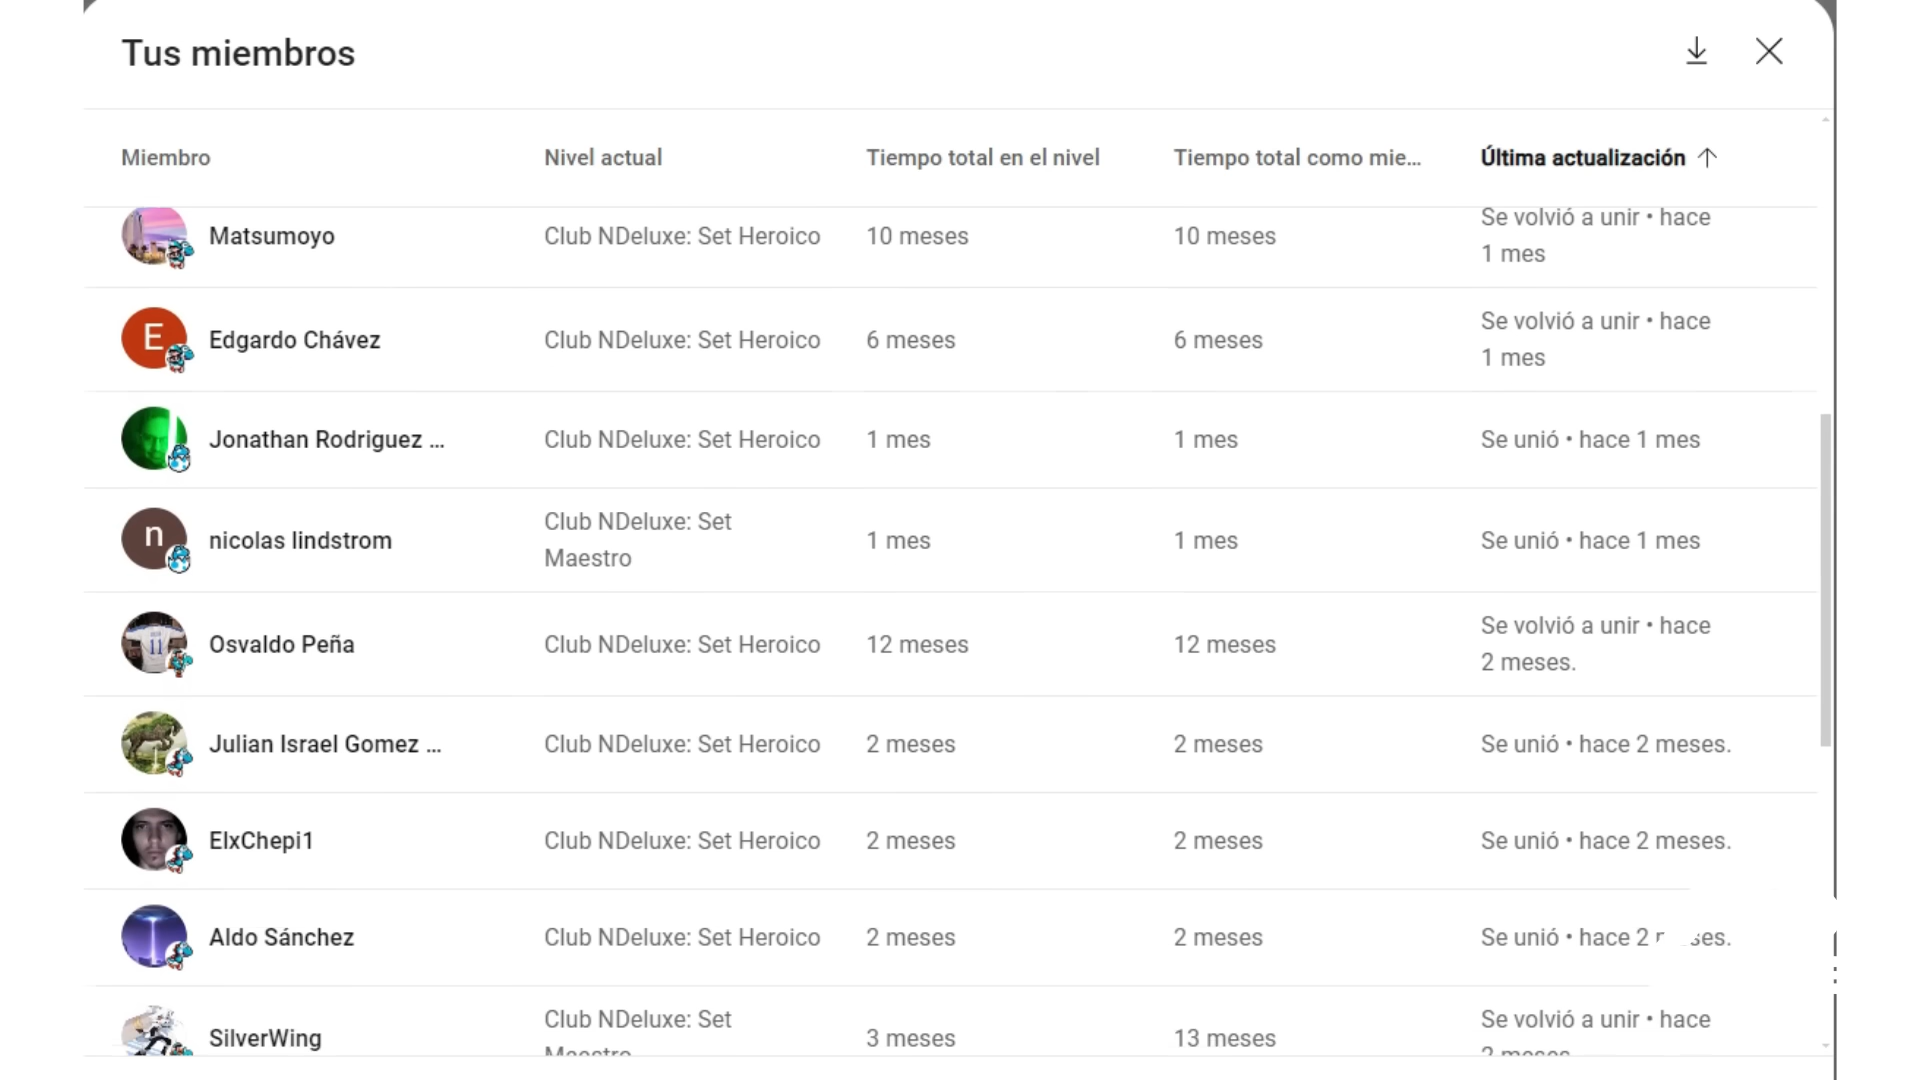 Tus miembros
Miembro Nivel actual Tiempo total en el nivel Tiempo total como mie... Última actualización
Matsumoyo Club NDeluxe: Set Heroico 10 meses 10 meses Se volvió a unir • hace
1 mes
E Edgardo Chávez Club NDeluxe: Set Heroico 6 meses 6 meses Se volvió a unir • hace
1 mes
Jonathan Rodriguez ... Club NDeluxe: Set Heroico 1 mes 1 mes Se unió • hace 1 mes
n nicolas lindstrom Club NDeluxe: Set
Maestro 1 mes 1 mes Se unió • hace 1 mes
11 Osvaldo Peña Club NDeluxe: Set Heroico 12 meses 12 meses Se volvió a unir • hace
2 meses.
Julian Israel Gomez ... Club NDeluxe: Set Heroico 2 meses 2 meses Se unió • hace 2 meses.
ElxChepi1 Club NDeluxe: Set Heroico 2 meses 2 meses Se unió • hace 2 meses.
Aldo Sánchez Club NDeluxe: Set Heroico 2 meses 2 meses Se unió • hace 2
SilverWing Club NDeluxe: Set
Maestro 3 meses 13 meses Se volvió a unir • hace
2 meses